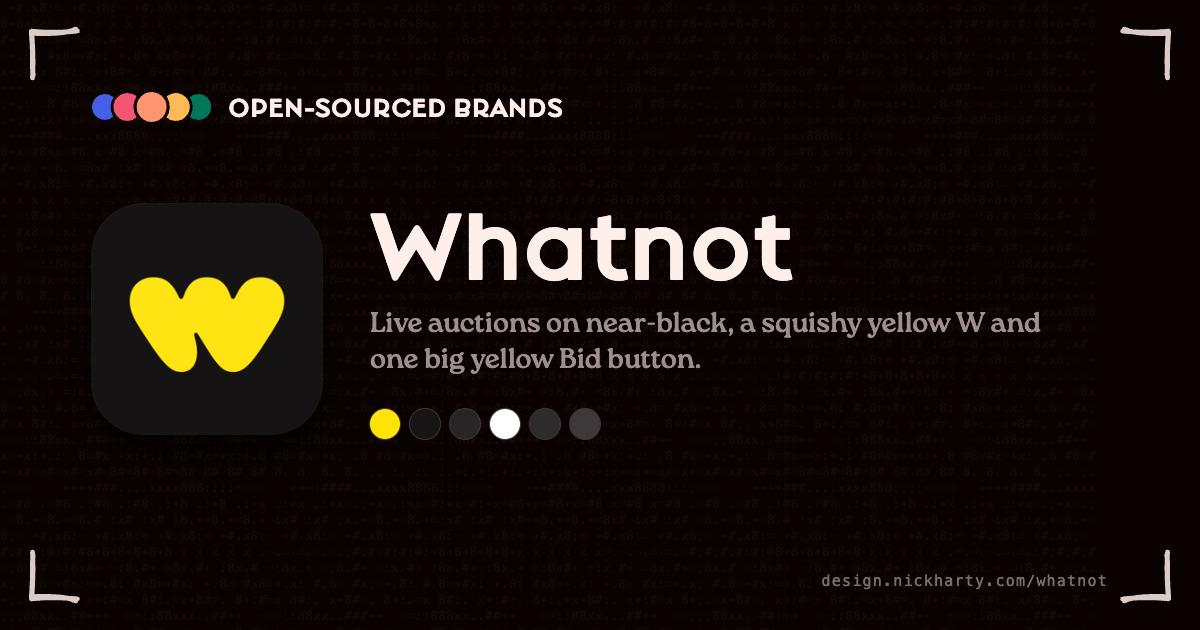 OPEN-SOURCED BRANDS
W
Whatnot
Live auctions on near-black, a squishy yellow W and
one big yellow Bid button.
design.nickharty.com/whatnot